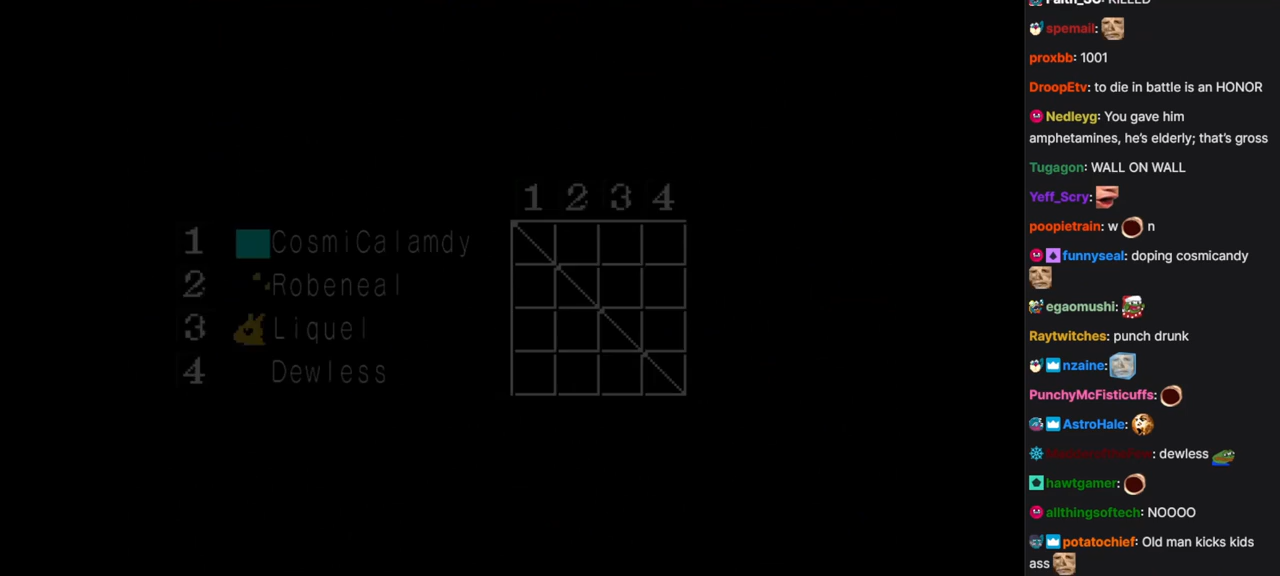 1 2 3 4
1 CosmiCalamdy
2 Robeneal
3 Liquel
4 Dewless
Faith_SC: KILLED
spemail:
proxbb: 1001
DroopEtv: to die in battle is an HONOR
Nedleyg: You gave him
amphetamines, he's elderly; that's gross
Tugagon: WALL ON WALL
Yeff_Scry:
poopietrain: w n
funnyseal: doping cosmicandy
egaomushi:
Raytwitches: punch drunk
nzaine:
PunchyMcFisticuffs:
AstroHale:
: dewless
hawtgamer:
allthingsoftech: NOOOO
potatochief: Old man kicks kids
ass